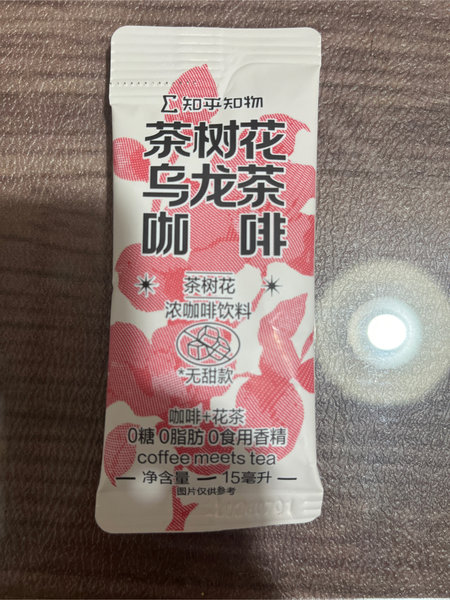 知乎知物
茶树花
乌龙茶
咖啡
茶树花
浓咖啡饮料
*无甜款
咖啡+花茶
0糖 0脂肪 0食用香精
coffee meets tea
净含量 — 15毫升
图片仅供参考